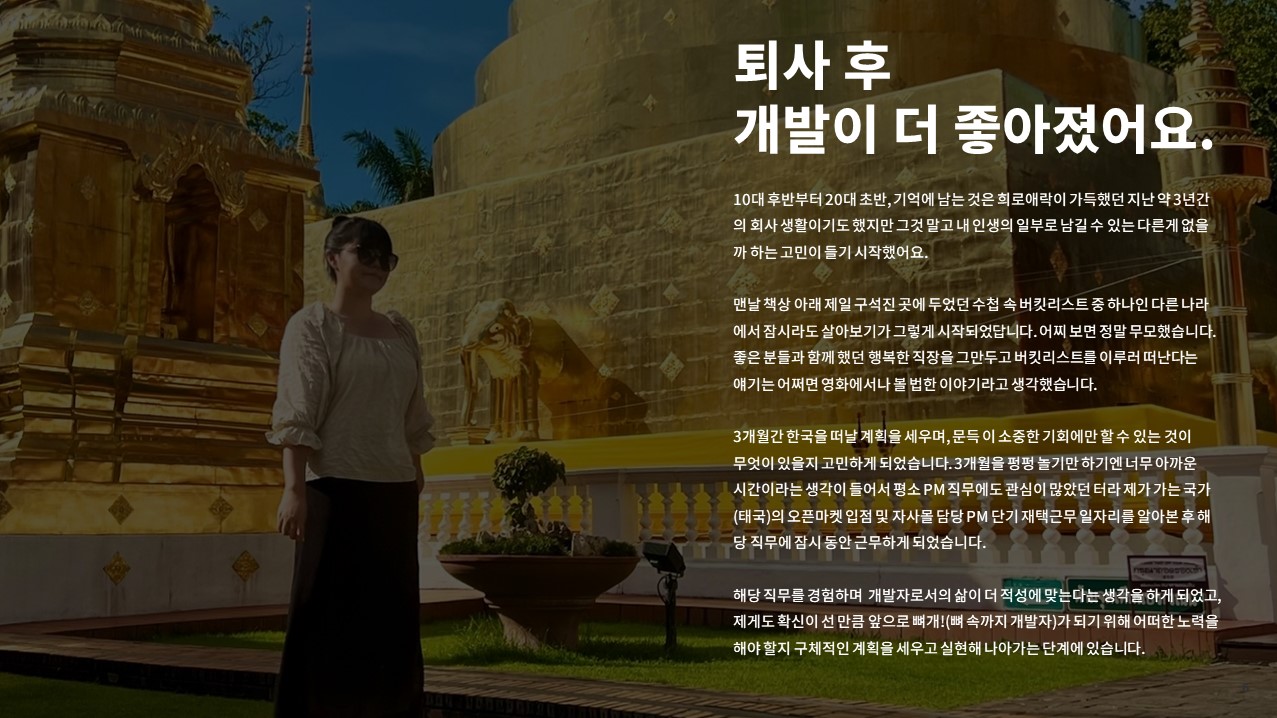 퇴사 후
개발이 더 좋아졌어요.
10대 후반부터 20대 초반, 기억에 남는 것은 희로애락이 가득했던 지난 약 3년간
의 회사 생활이기도 했지만 그것 말고 내 인생의 일부로 남길 수 있는 다른게 없을
까 하는 고민이 들기 시작했어요.
맨날 책상 아래 제일 구석진 곳에 두었던 수첩 속 버킷리스트 중 하나인 다른 나라
에서 잠시라도 살아보기가 그렇게 시작되었답니다. 어찌 보면 정말 무모했습니다.
좋은 분들과 함께 했던 행복한 직장을 그만두고 버킷리스트를 이루러 떠난다는
얘기는 어쩌면 영화에서나 볼 법한 이야기라고 생각했습니다.
3개월간 한국을 떠날 계획을 세우며, 문득 이 소중한 기회에만 할 수 있는 것이
무엇이 있을지 고민하게 되었습니다. 3개월을 펑펑 놀기만 하기엔 너무 아까운
시간이라는 생각이 들어서 평소 PM 직무에도 관심이 많았던 터라 제가 가는 국가
(태국)의 오픈마켓 입점 및 자사몰 담당 PM 단기 재택근무 일자리를 알아본 후 해
당 직무에 잠시 동안 근무하게 되었습니다.
해당 직무를 경험하며 개발자로서의 삶이 더 적성에 맞는다는 생각을 하게 되었고,
제게도 확신이 선 만큼 앞으로 뼈개!(뼈 속까지 개발자)가 되기 위해 어떠한 노력을
해야 할지 구체적인 계획을 세우고 실현해 나아가는 단계에 있습니다.